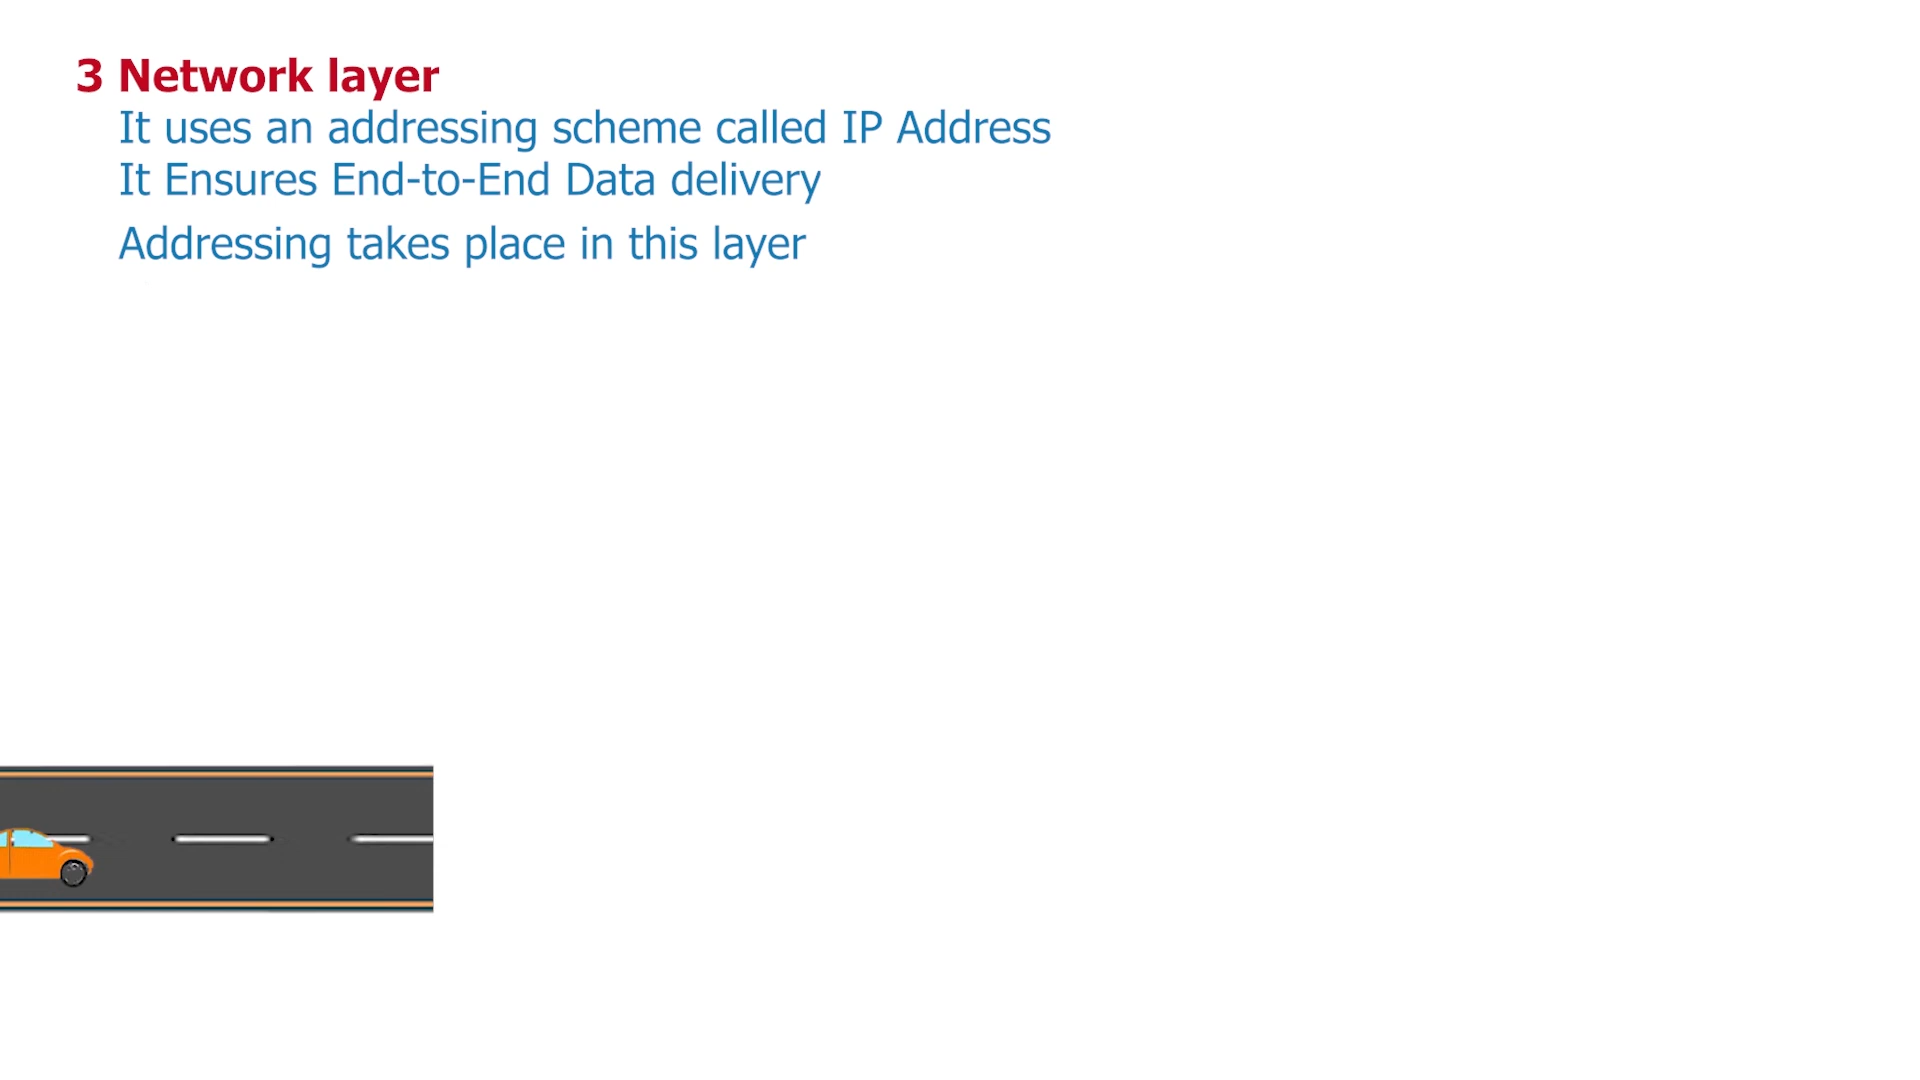 3 Network layer
It uses an addressing scheme called IP Address
It Ensures End-to-End Data delivery
Addressing takes place in this layer